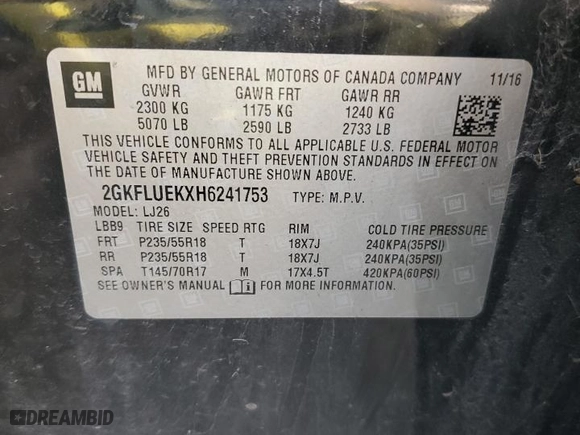 GM
MFD BY GENERAL MOTORS OF CANADA COMPANY 11/16
GVWR GAWR FRT GAWR RR
2300 KG 1175 KG 1240 KG
5070 LB 2590 LB 2733 LB
THIS VEHICLE CONFORMS TO ALL APPLICABLE U.S. FEDERAL MOTOR
VEHICLE SAFETY AND THEFT PREVENTION STANDARDS IN EFFECT ON
THE DATE OF MANUFACTURE SHOWN ABOVE.
2GKFLUEKXH6241753 TYPE: M.P.V.
MODEL: LJ26
LBB9 TIRE SIZE SPEED RTG RIM COLD TIRE PRESSURE
FRT P235/55R18 T 18X7J 240KPA(35PSI)
RR P235/55R18 T 18X7J 240KPA(35PSI)
SPA T145/70R17 M 17X4.5T 420KPA(60PSI)
SEE OWNER'S MANUAL i FOR MORE INFORMATION.
DREAMBID